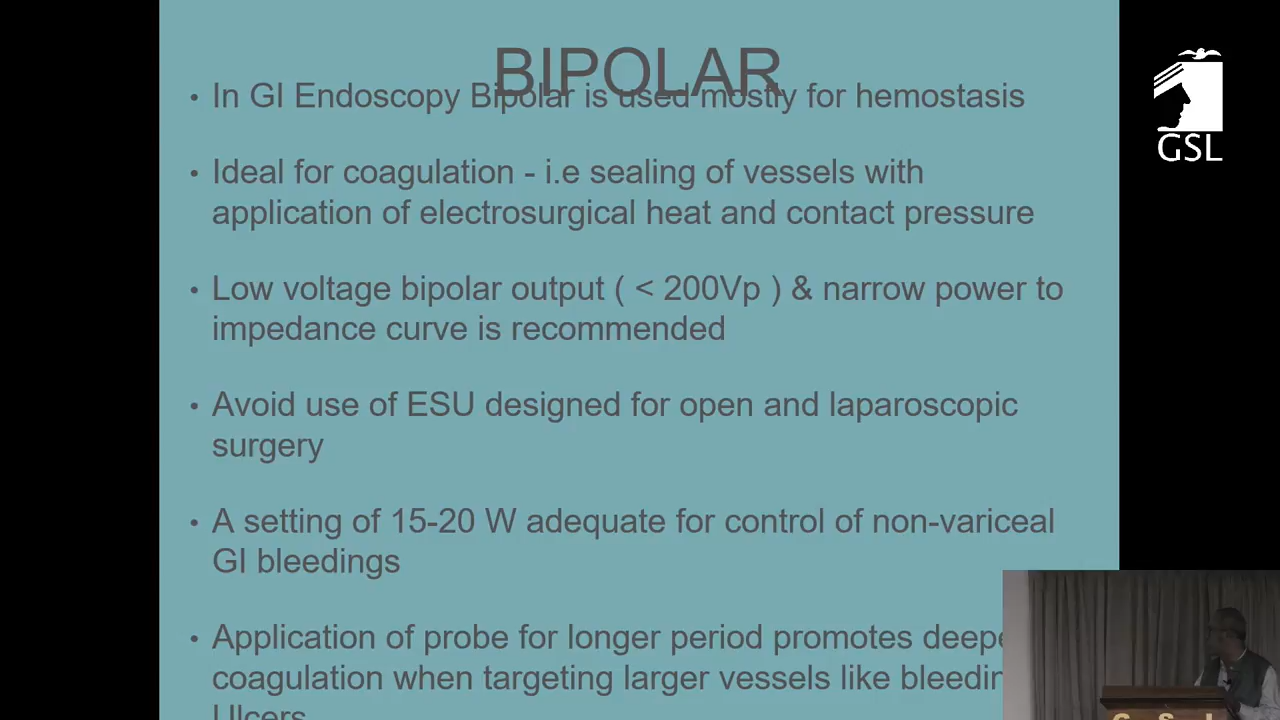 BIPOLAR
• In GI Endoscopy Bipolar is used mostly for hemostasis
• Ideal for coagulation - i.e sealing of vessels with
application of electrosurgical heat and contact pressure
• Low voltage bipolar output ( < 200Vp ) & narrow power to
impedance curve is recommended
• Avoid use of ESU designed for open and laparoscopic
surgery
• A setting of 15-20 W adequate for control of non-variceal
GI bleedings
• Application of probe for longer period promotes
coagulation when targeting larger vessels like
Ulcers
GSL
G S L